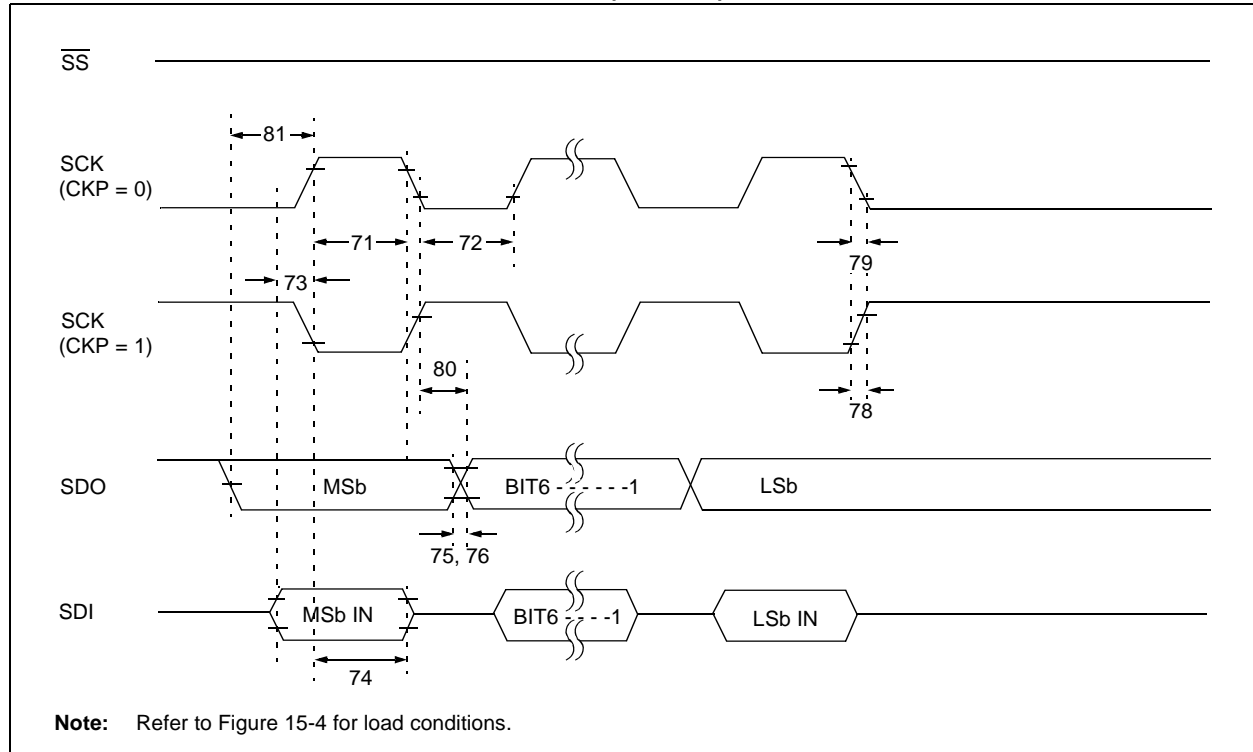 SS
81
SCK
(CKP = 0)
71
72
79
73
SCK
(CKP = 1)
80
78
SDO
MSb
BIT6 - - - - - -1
LSb
75, 76
SDI
MSb IN
BIT6 - - - -1
LSb IN
74
Note: Refer to Figure 15-4 for load conditions.